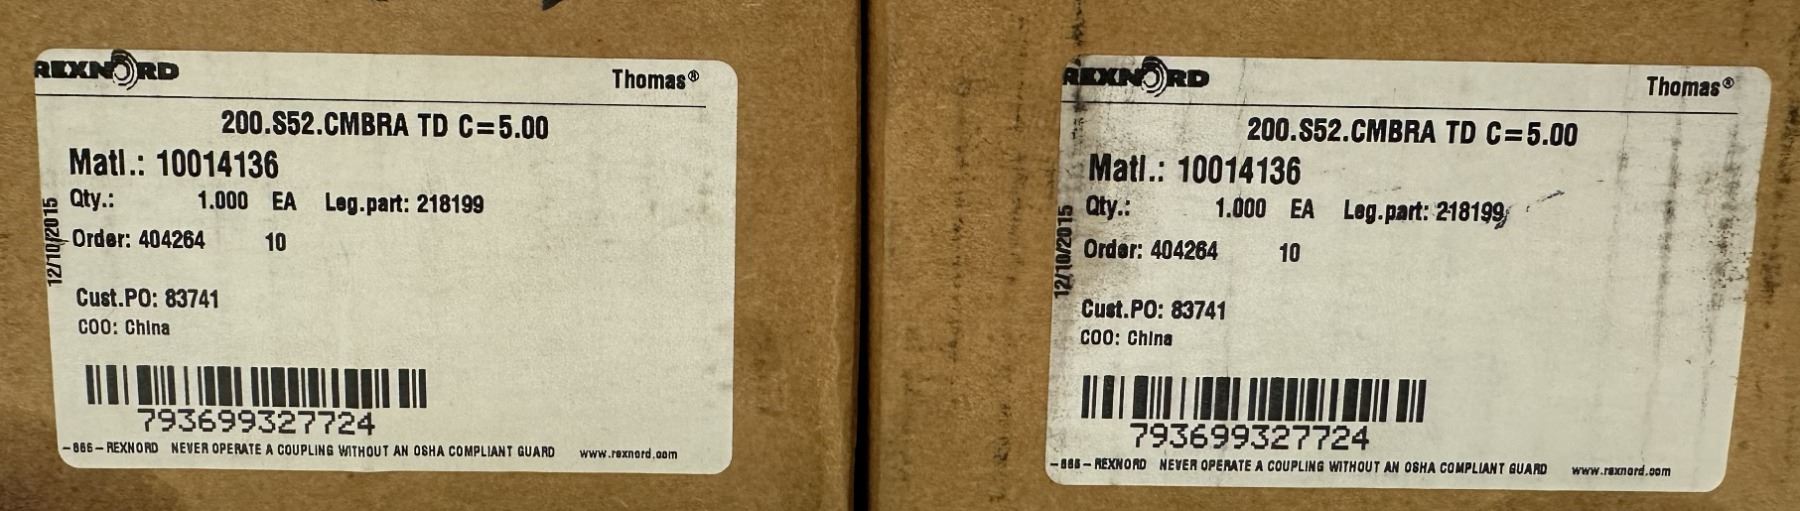 REXNORD Thomas®
200.S52.CMBRA TD C=5.00
Matl.: 10014136
Qty.: 1.000 EA Leg.part: 218199
12/10/2015
Order: 404264 10
Cust.PO: 83741
COO: China
793699327724
-866-REXNORD NEVER OPERATE A COUPLING WITHOUT AN OSHA COMPLIANT GUARD www.rexnord.com
REXNORD Thomas®
200.S52.CMBRA TD C=5.00
Matl.: 10014136
Qty.: 1.000 EA Leg.part: 218199
12/10/2015
Order: 404264 10
Cust.PO: 83741
COO: China
793699327724
-866-REXNORD NEVER OPERATE A COUPLING WITHOUT AN OSHA COMPLIANT GUARD www.rexnord.com